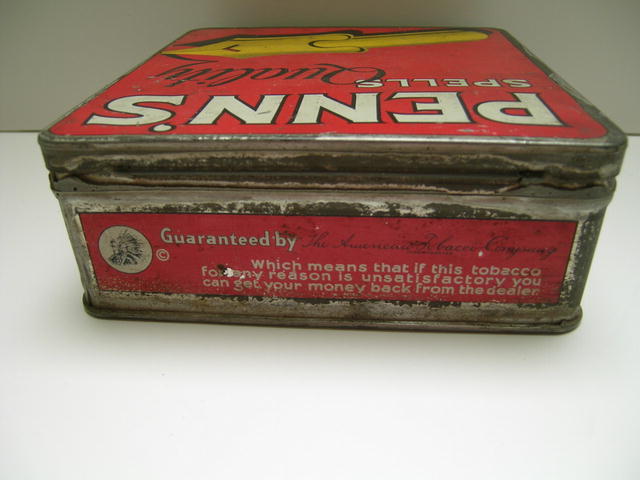 PENN'S
SPELLS
Quality
Guaranteed by The American Tobacco Company
©
Which means that if this tobacco
for any reason is unsatisfactory you
can get your money back from the dealer.